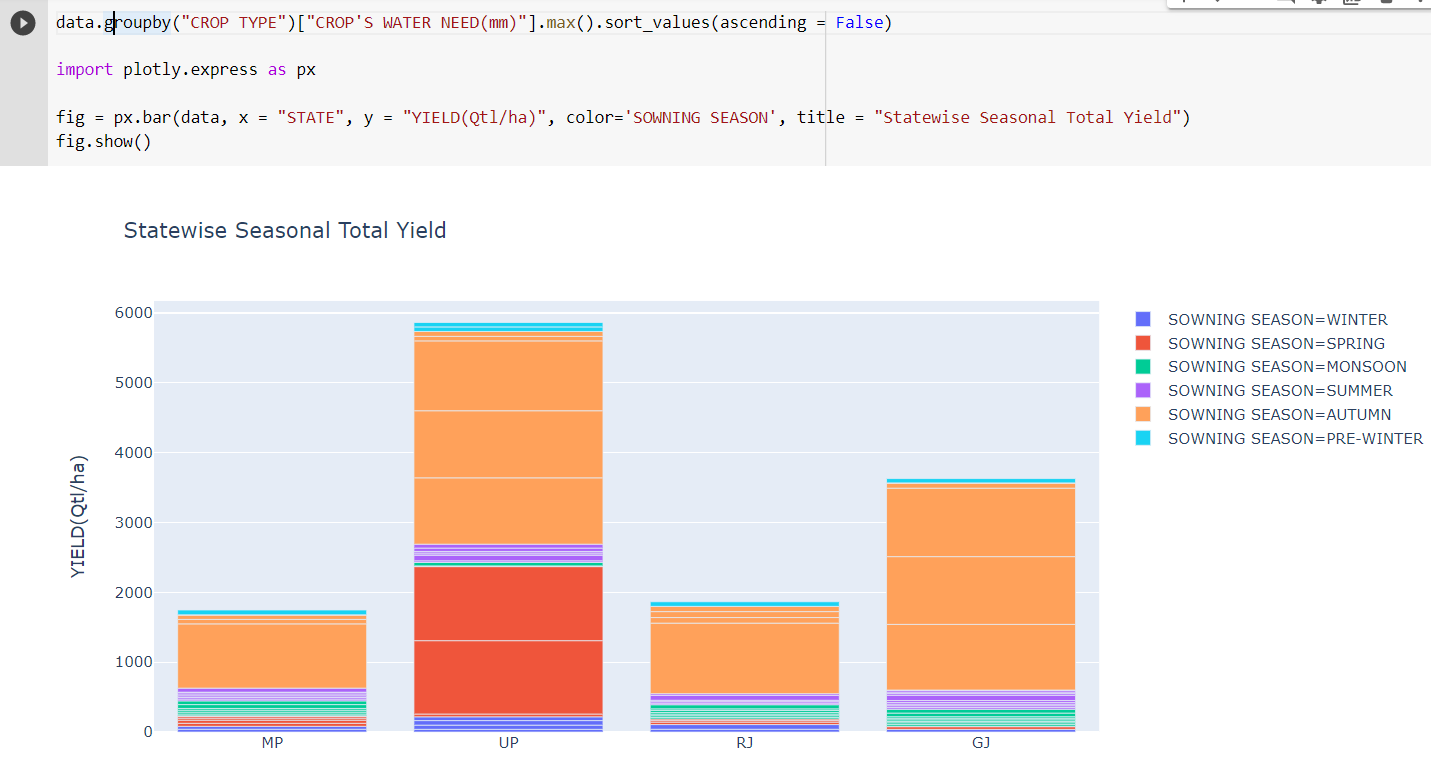 data.groupby("CROP TYPE")["CROP'S WATER NEED(mm)"].max().sort_values(ascending = False)
import plotly.express as px
fig = px.bar(data, x = "STATE", y = "YIELD(Qtl/ha)", color='SOWNING SEASON', title = "Statewise Seasonal Total Yield")
fig.show()
Statewise Seasonal Total Yield
YIELD(Qtl/ha)
6000
5000
4000
3000
2000
1000
0
MP UP RJ GJ
SOWNING SEASON=WINTER
SOWNING SEASON=SPRING
SOWNING SEASON=MONSOON
SOWNING SEASON=SUMMER
SOWNING SEASON=AUTUMN
SOWNING SEASON=PRE-WINTER